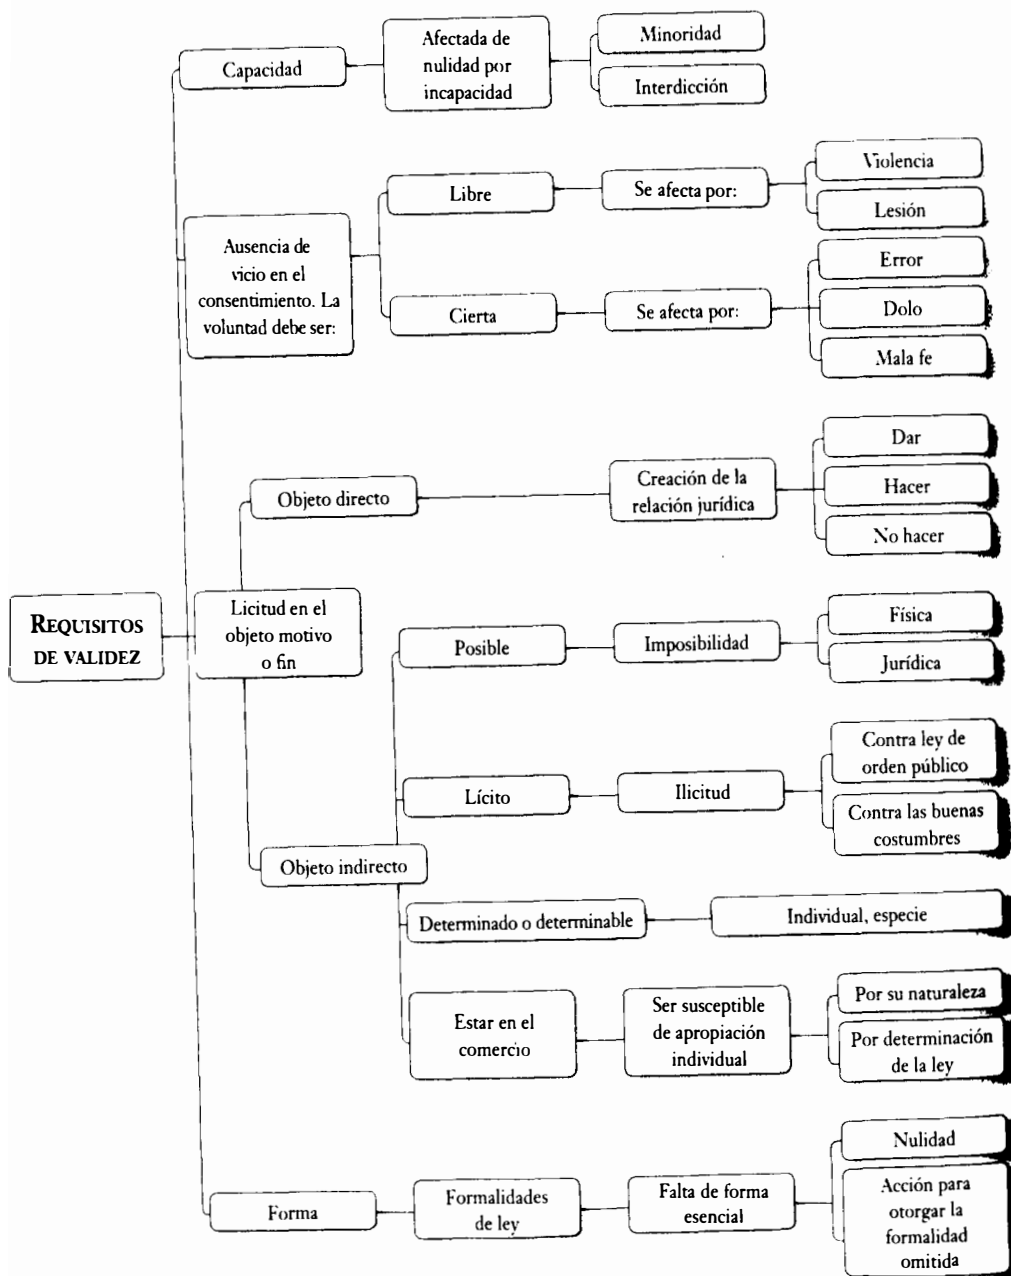 Capacidad
Afectada de
nulidad por
incapacidad
Minoridad
Interdicción
Ausencia de
vicio en el
consentimiento. La
voluntad debe ser:
Libre
Se afecta por:
Violencia
Lesión
Cierta
Se afecta por:
Error
Dolo
Mala fe
REQUISITOS
DE VALIDEZ
Licitud en el
objeto motivo
o fin
Objeto directo
Creación de la
relación jurídica
Dar
Hacer
No hacer
Objeto indirecto
Posible
Imposibilidad
Física
Jurídica
Lícito
Ilicitud
Contra ley de
orden público
Contra las buenas
costumbres
Determinado o determinable
Individual, especie
Estar en el
comercio
Ser susceptible
de apropiación
individual
Por su naturaleza
Por determinación
de la ley
Forma
Formalidades
de ley
Falta de forma
esencial
Nulidad
Acción para
otorgar la
formalidad
omitida